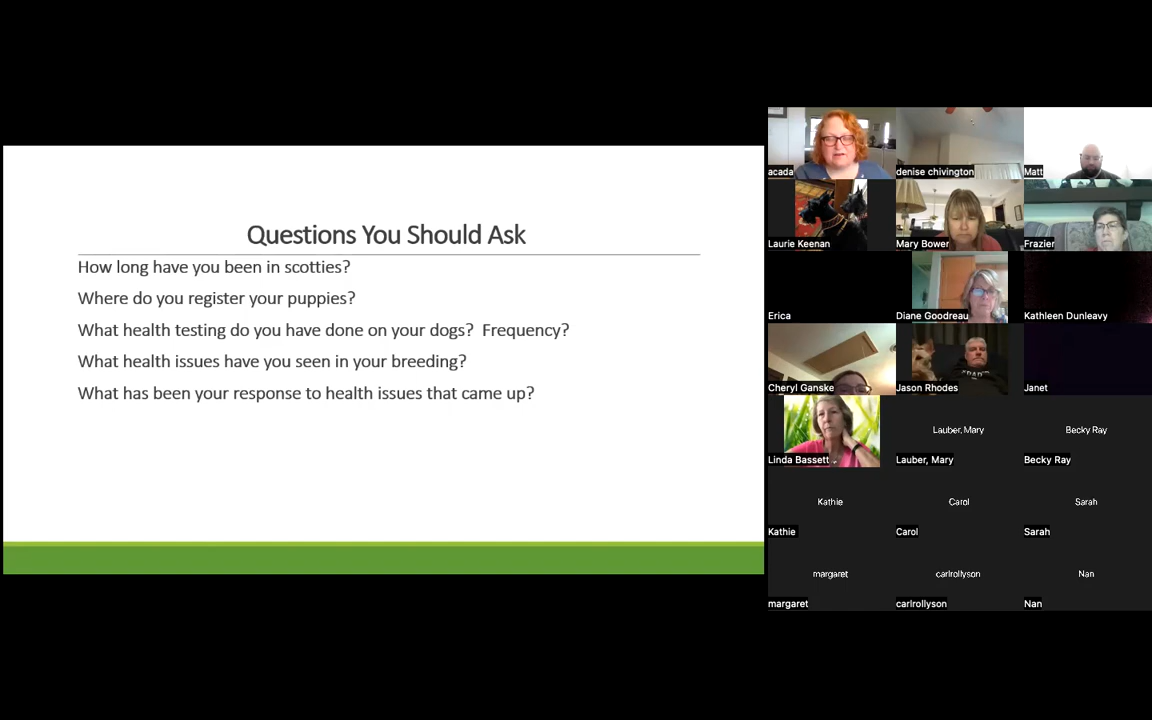 Questions You Should Ask
How long have you been in scotties?
Where do you register your puppies?
What health testing do you have done on your dogs?  Frequency?
What health issues have you seen in your breeding?
What has been your response to health issues that came up?
acada
denise chivington
Matt
Laurie Keenan
Mary Bower
Frazier
Erica
Diane Goodreau
Kathleen Dunleavy
Cheryl Ganske
Jason Rhodes
Janet
Linda Bassett
Lauber, Mary
Lauber, Mary
Becky Ray
Becky Ray
Kathie
Kathie
Carol
Carol
Sarah
Sarah
margaret
margaret
carlrollyson
carlrollyson
Nan
Nan